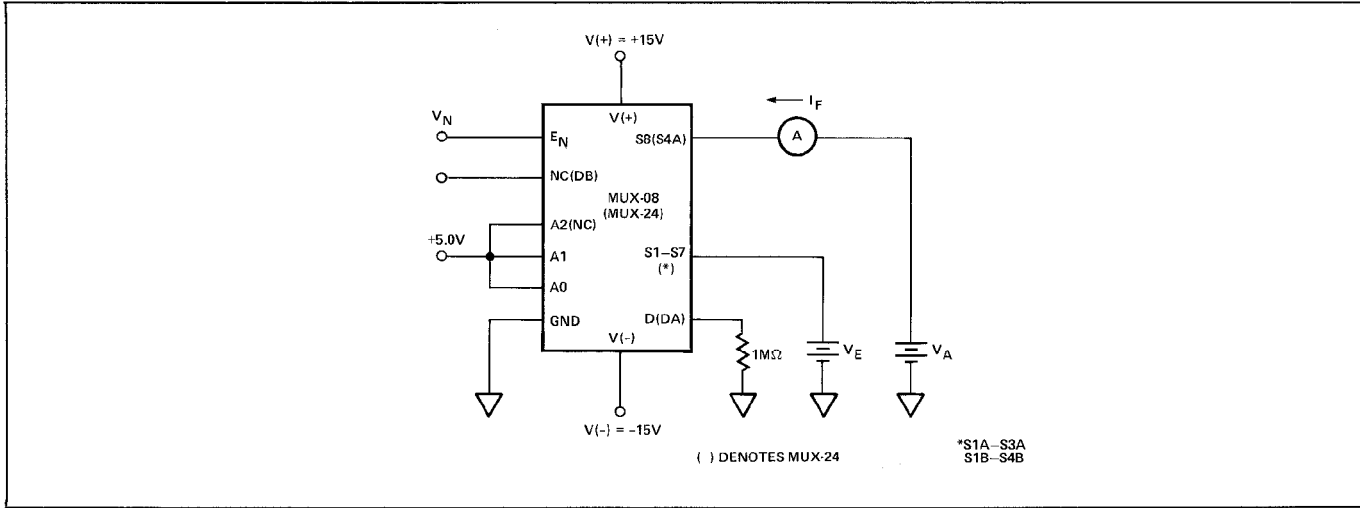 V(+) = +15V
I_F
V_N
V(+)
E_N
S8(S4A)
A
NC(DB)
MUX-08
(MUX-24)
A2(NC)
+5.0V
A1
S1–S7
(*)
A0
GND
D(DA)
V(-)
1MΩ
V_E
V_A
V(-) = -15V
( ) DENOTES MUX-24
*S1A–S3A
S1B–S4B